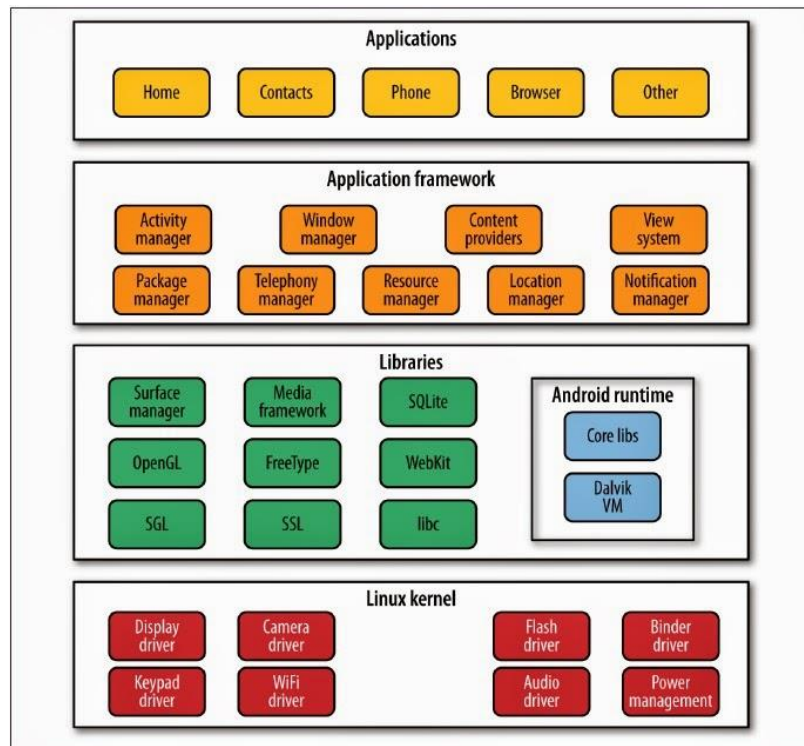 Applications
Home Contacts Phone Browser Other
Application framework
Activity
manager
Window
manager
Content
providers
View
system
Package
manager
Telephony
manager
Resource
manager
Location
manager
Notification
manager
Libraries
Surface
manager
Media
framework
SQLite
OpenGL
FreeType
WebKit
SGL
SSL
libc
Android runtime
Core libs
Dalvik
VM
Linux kernel
Display
driver
Camera
driver
Flash
driver
Binder
driver
Keypad
driver
WiFi
driver
Audio
driver
Power
management